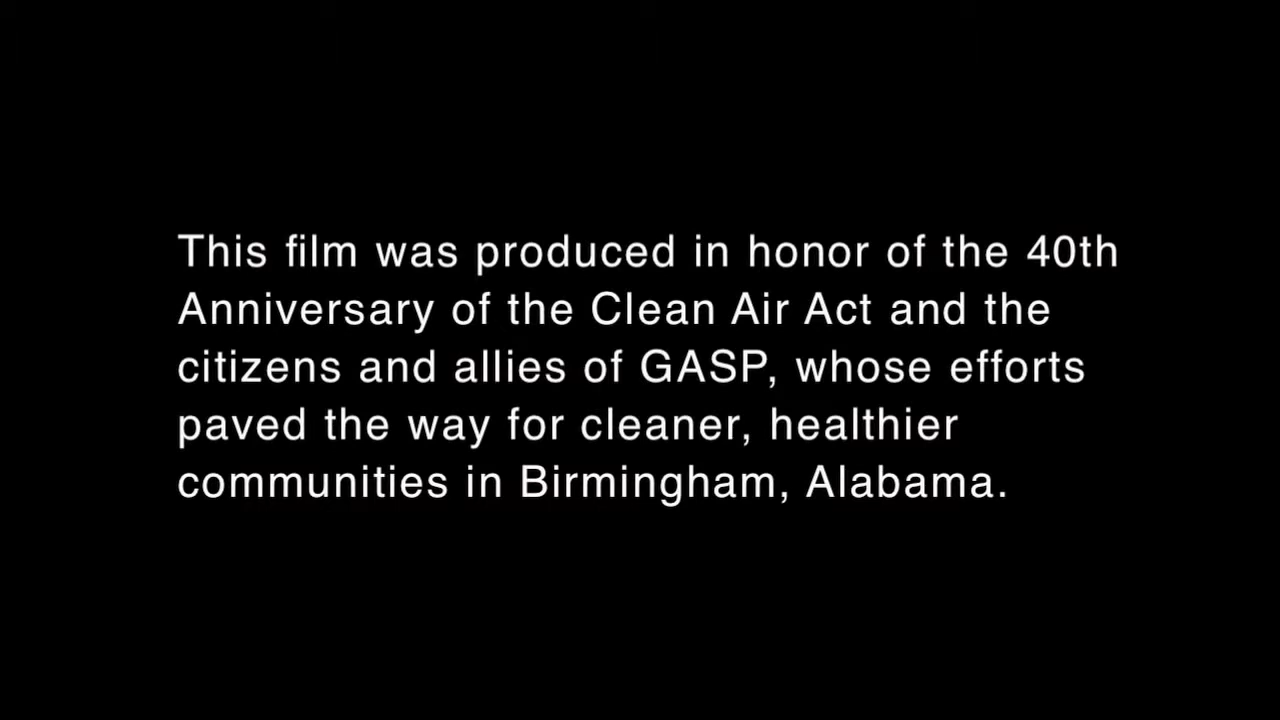 This film was produced in honor of the 40th
Anniversary of the Clean Air Act and the
citizens and allies of GASP, whose efforts
paved the way for cleaner, healthier
communities in Birmingham, Alabama.